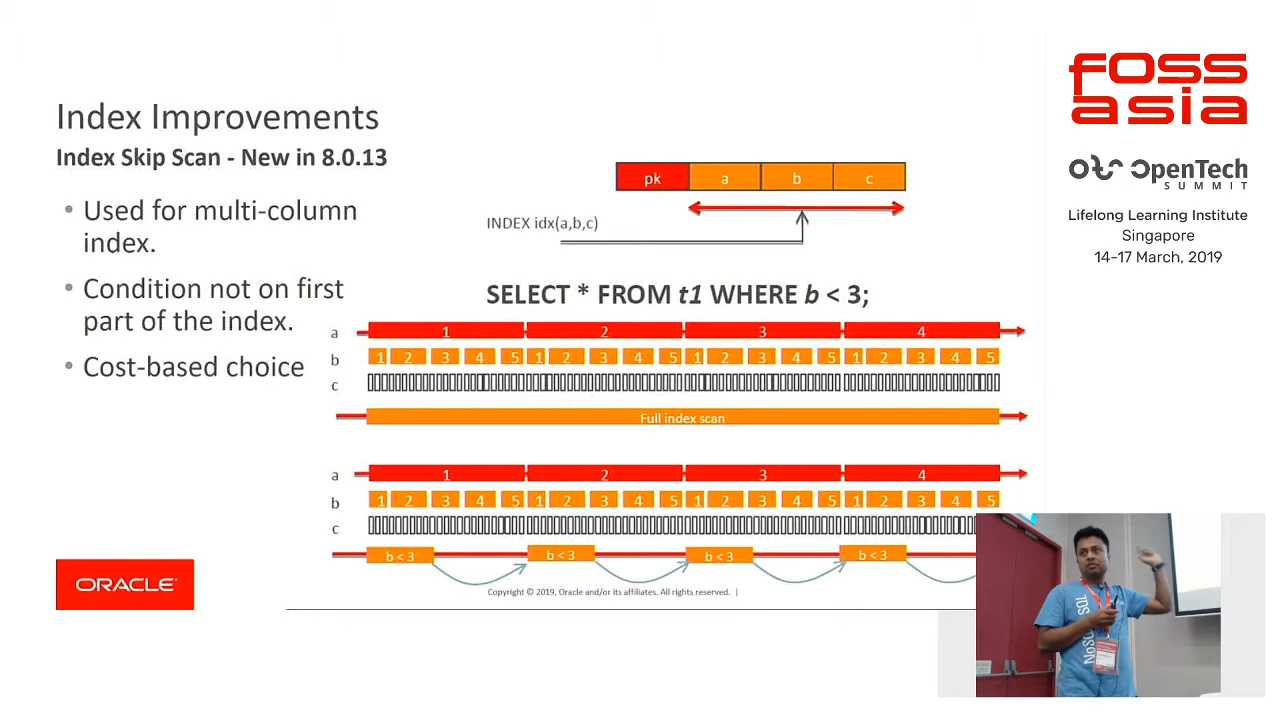 Index Improvements
Index Skip Scan - New in 8.0.13
• Used for multi-column
index.
• Condition not on first
part of the index.
• Cost-based choice
pk a b c
INDEX idx(a,b,c)
SELECT * FROM t1 WHERE b < 3;
a 1 2 3 4
b 1 2 3 4 5 1 2 3 4 5 1 2 3 4 5 1 2 3 4 5
c
Full index scan
a 1 2 3 4
b 1 2 3 4 5 1 2 3 4 5 1 2 3 4 5 1 2 3 4 5
c
b < 3 b < 3 b < 3 b < 3
ORACLE®
Copyright © 2019, Oracle and/or its affiliates. All rights reserved. |
FOSS
asia
OpenTech
SUMMIT
Lifelong Learning Institute
Singapore
14-17 March, 2019